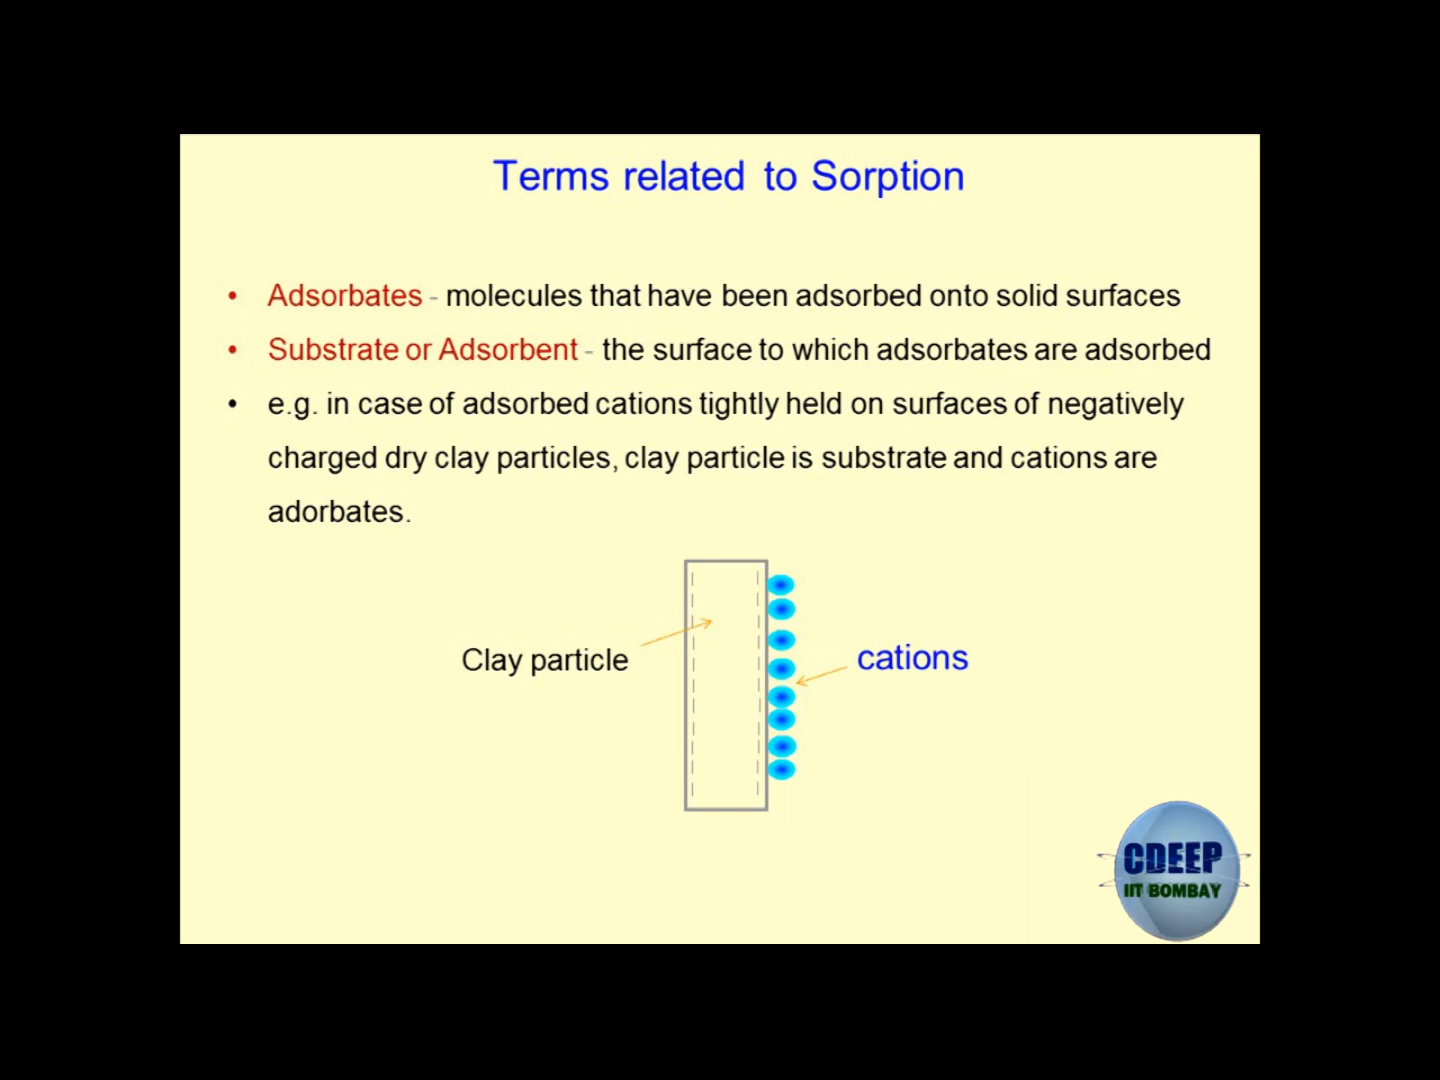 Terms related to Sorption
• Adsorbates - molecules that have been adsorbed onto solid surfaces
• Substrate or Adsorbent - the surface to which adsorbates are adsorbed
• e.g. in case of adsorbed cations tightly held on surfaces of negatively
charged dry clay particles, clay particle is substrate and cations are
adorbates.
Clay particle
cations
CDEEP
IIT BOMBAY